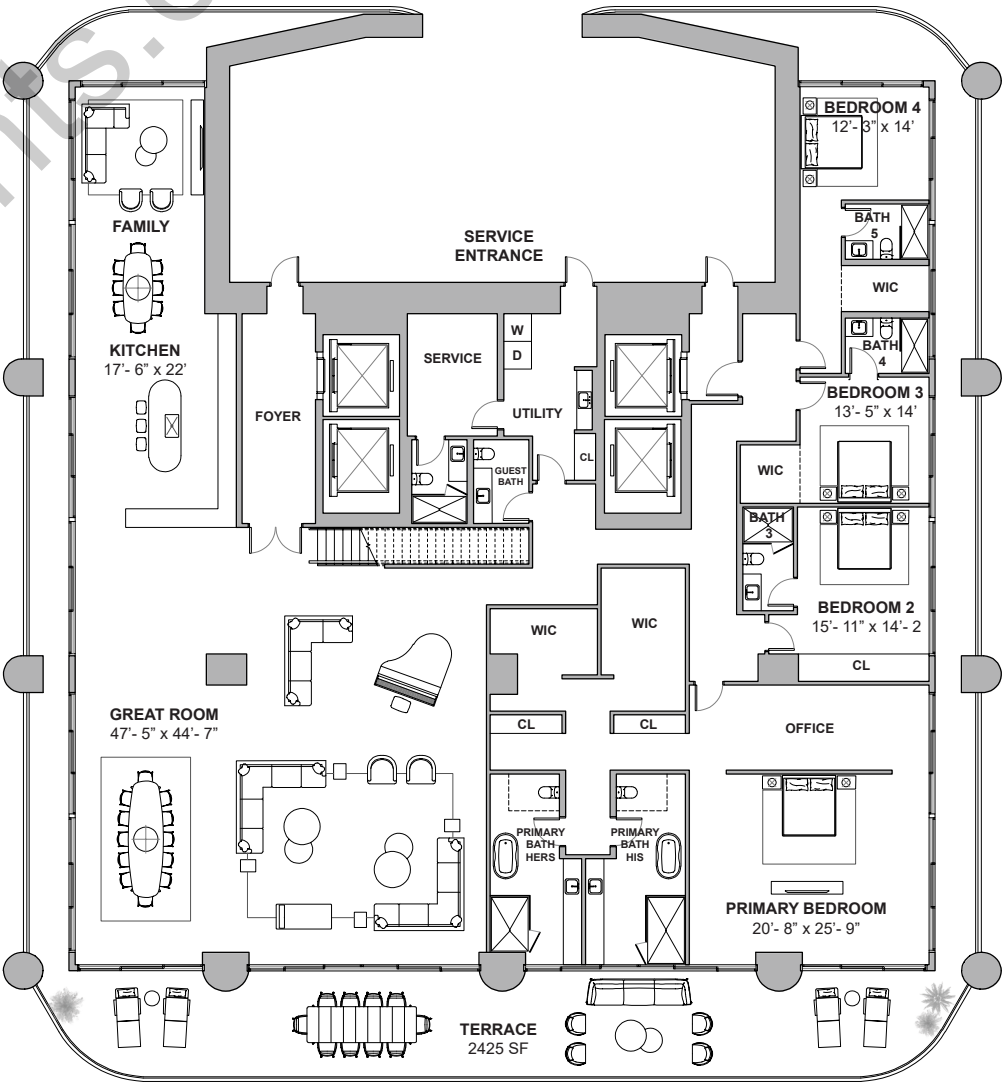 nts.c
BEDROOM 4
12'- 3" x 14'
FAMILY
BATH
5
SERVICE
ENTRANCE
WIC
W
D
KITCHEN
17'- 6" x 22'
SERVICE
BATH
4
BEDROOM 3
13'- 5" x 14'
FOYER
UTILITY
CL
GUEST
BATH
WIC
BATH
3
BEDROOM 2
15'- 11" x 14'- 2
WIC
WIC
CL
GREAT ROOM
47'- 5" x 44'- 7"
CL
CL
OFFICE
PRIMARY
BATH
HERS
PRIMARY
BATH
HIS
PRIMARY BEDROOM
20'- 8" x 25'- 9"
TERRACE
2425 SF